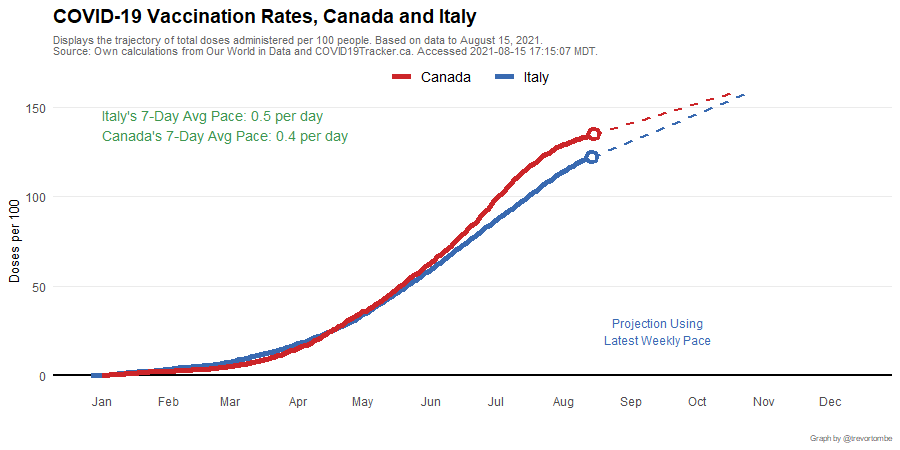 COVID-19 Vaccination Rates, Canada and Italy
Displays the trajectory of total doses administered per 100 people. Based on data to August 15, 2021.
Source: Own calculations from Our World in Data and COVID19Tracker.ca. Accessed 2021-08-15 17:15:07 MDT.
Canada Italy
Italy's 7-Day Avg Pace: 0.5 per day
Canada's 7-Day Avg Pace: 0.4 per day
Doses per 100
150
100
50
0
Projection Using
Latest Weekly Pace
Jan Feb Mar Apr May Jun Jul Aug Sep Oct Nov Dec
Graph by @trevortombe